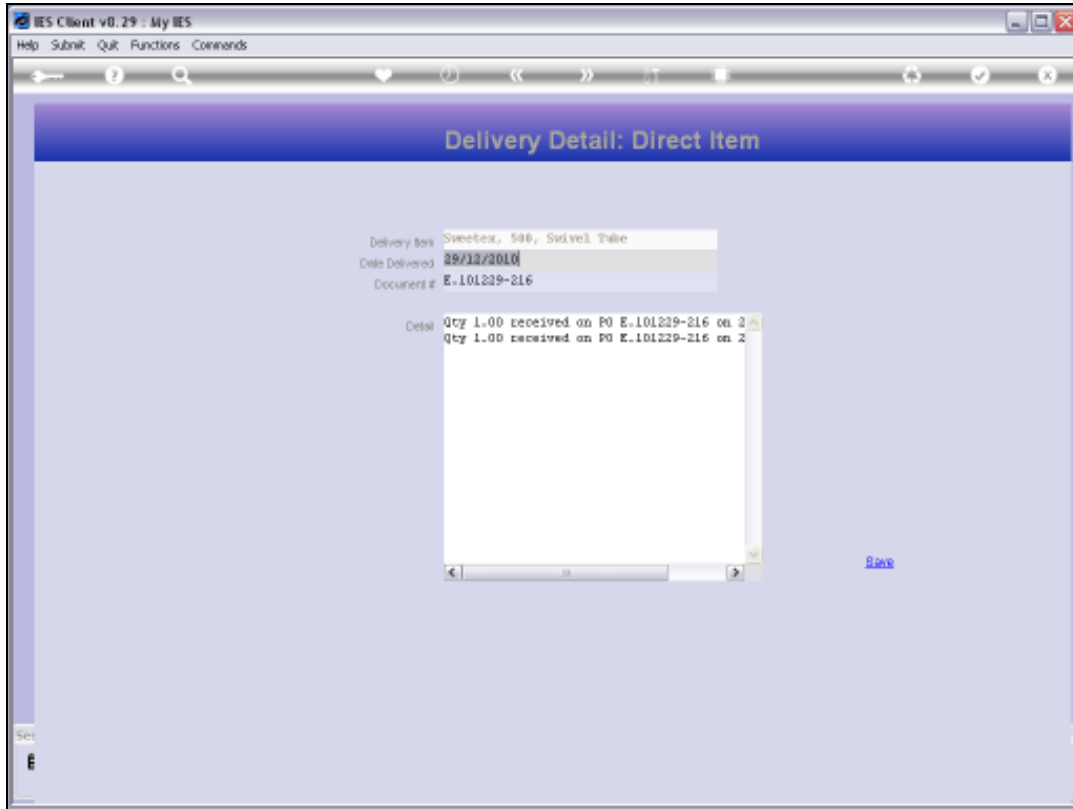 IES Client v8.29 : My IES
Help Submit Quit Functions Commands
Delivery Detail: Direct Item
Delivery Item Sweetex, 500, Swivel Tube
Date Delivered 29/12/2010
Document # E.101229-216
Detail Qty 1.00 received on PO E.101229-216 on 2
Qty 1.00 received on PO E.101229-216 on 2
Save
Ses